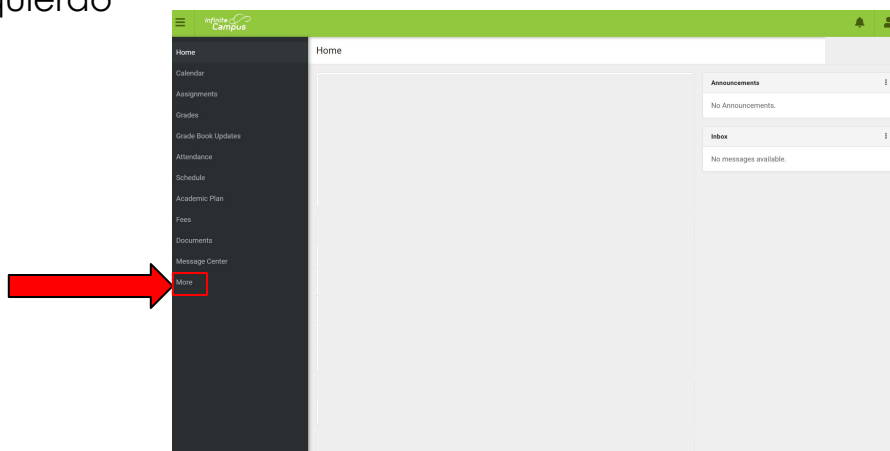 Infinite
Campus
Home
Home
Calendar
Assignments
Grades
Grade Book Updates
Attendance
Schedule
Academic Plan
Fees
Documents
Message Center
More
Announcements
No Announcements.
Inbox
No messages available.